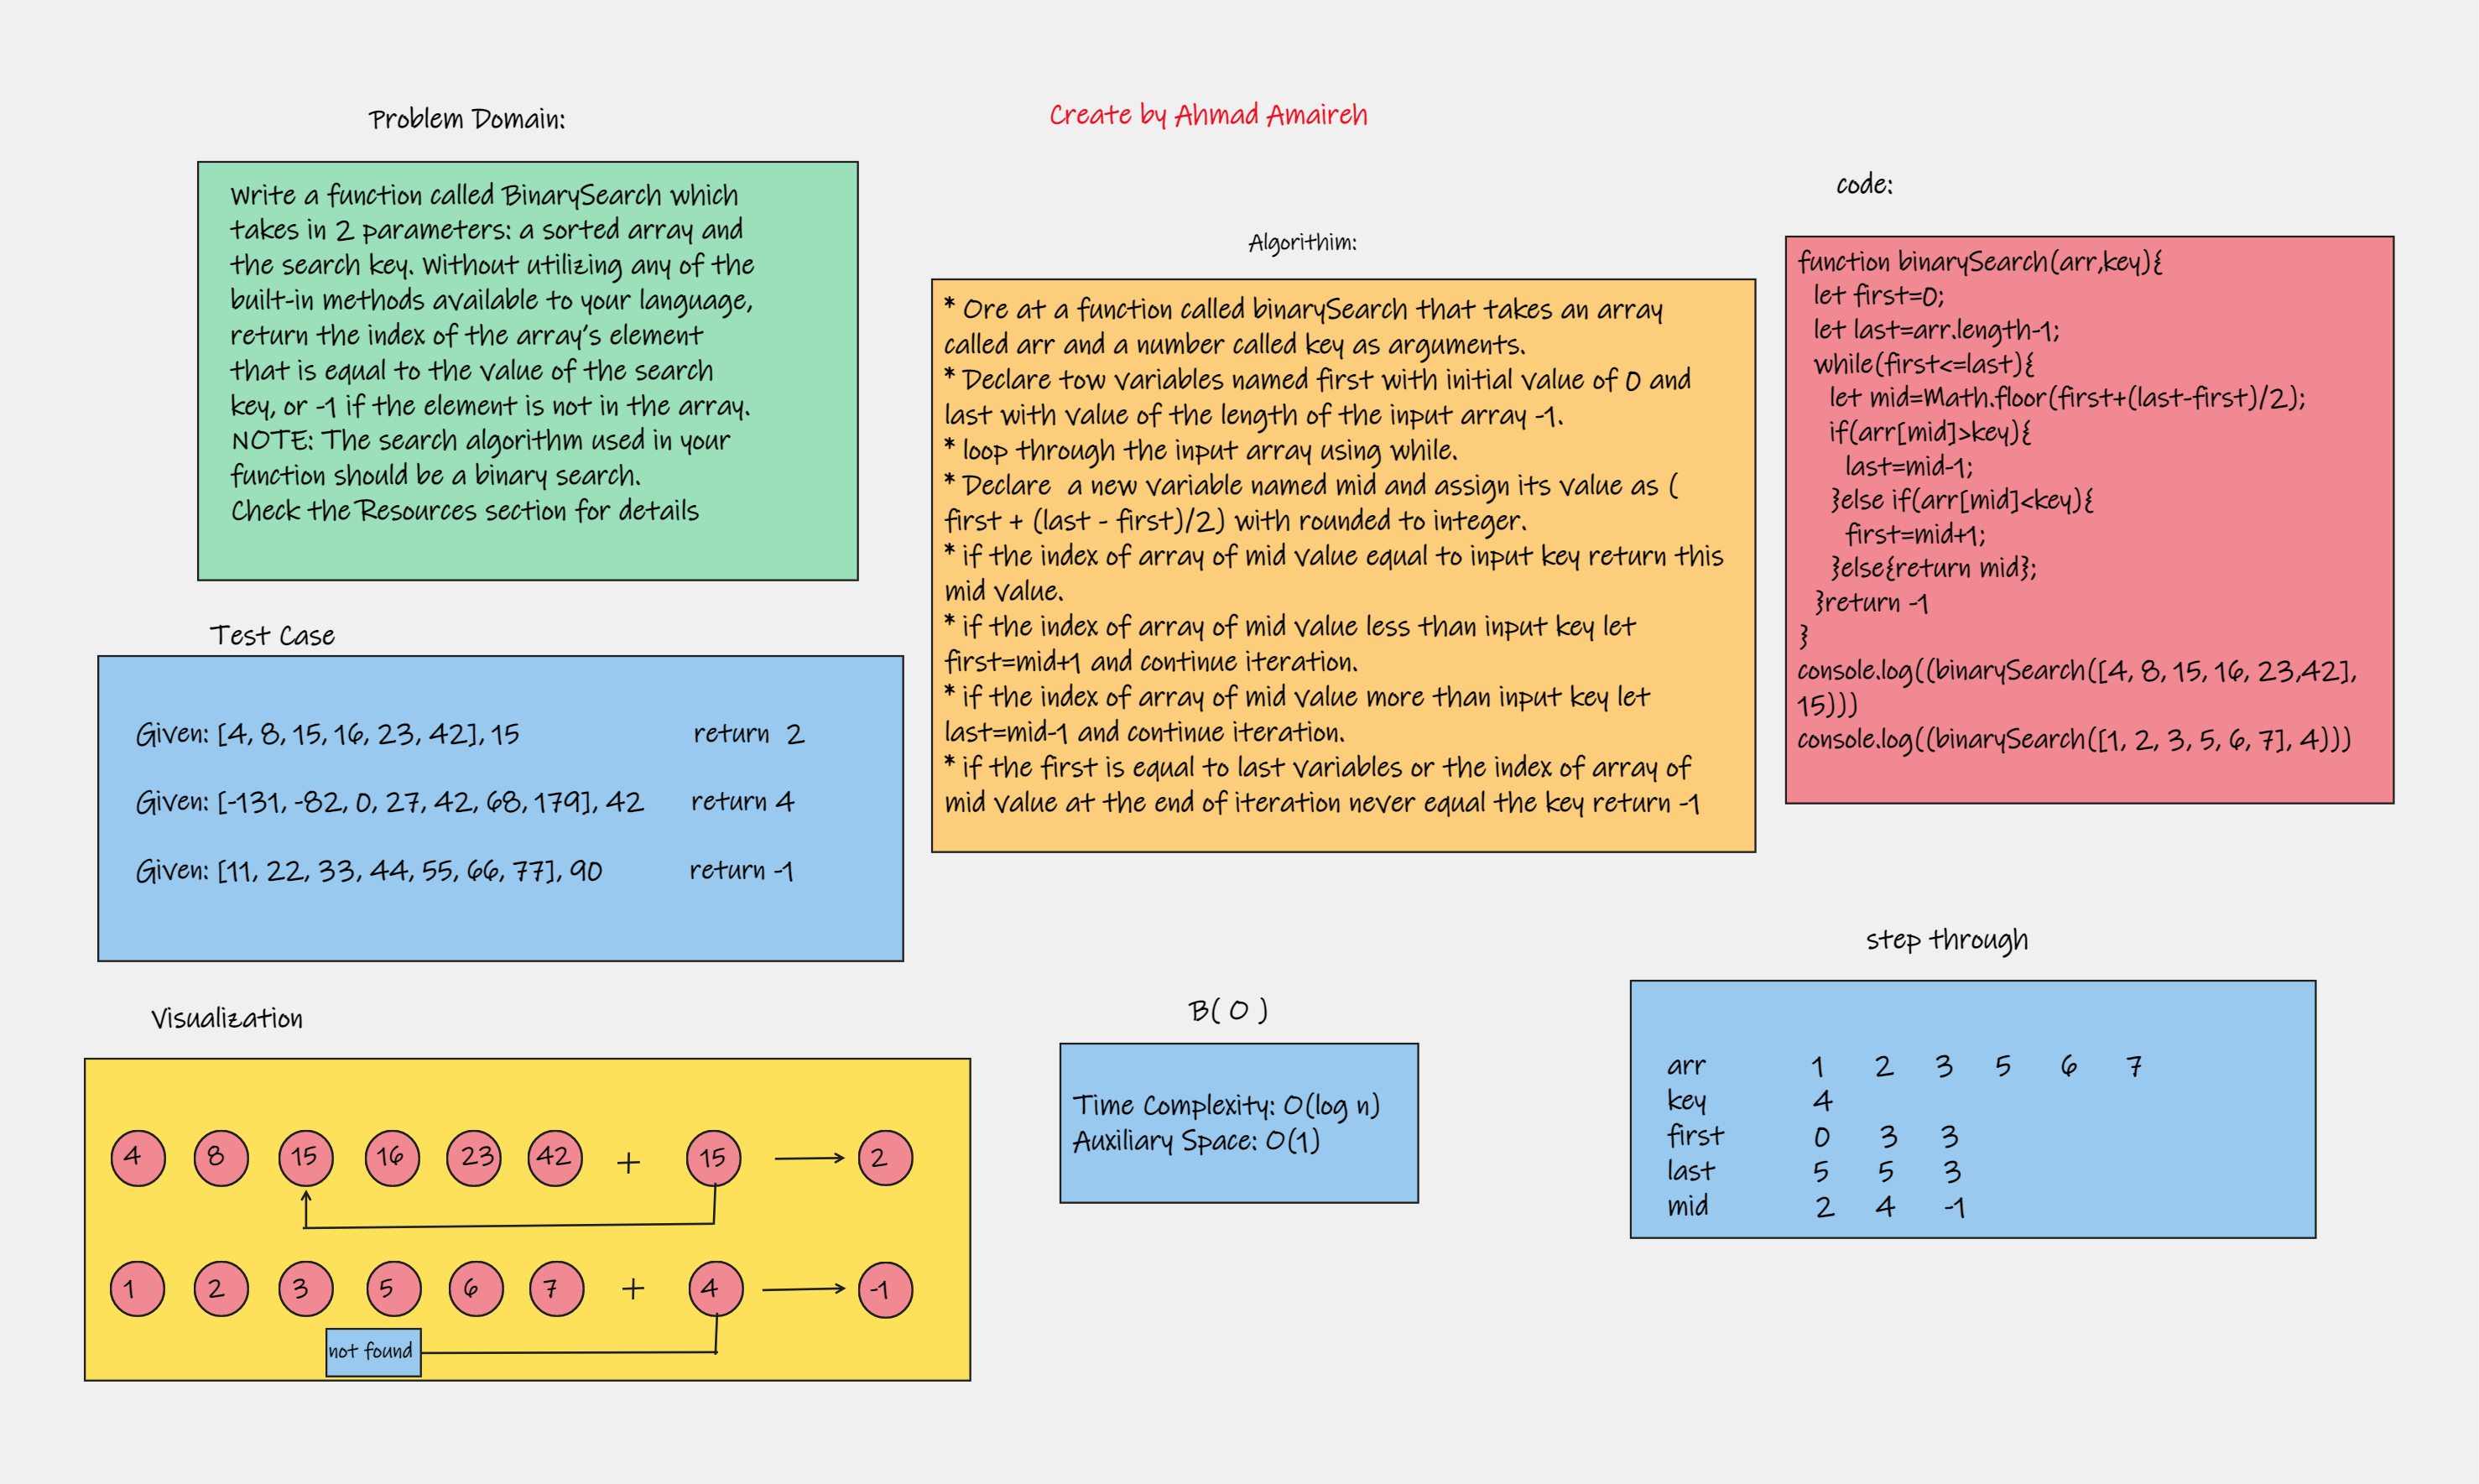 Problem Domain:
Write a function called BinarySearch which
takes in 2 parameters: a sorted array and
the search key. Without utilizing any of the
built-in methods available to your language,
return the index of the array’s element
that is equal to the value of the search
key, or -1 if the element is not in the array.
NOTE: The search algorithm used in your
function should be a binary search.
Check the Resources section for details
Test Case
Given: [4, 8, 15, 16, 23, 42], 15 return 2
Given: [-131, -82, 0, 27, 42, 68, 179], 42 return 4
Given: [11, 22, 33, 44, 55, 66, 77], 90 return -1
Visualization
4 8 15 16 23 42 + 15 2
1 2 3 5 6 7 + 4 -1
not found
Create by Ahmad Amaireh
Algorithim:
* Ore at a function called binarySearch that takes an array
called arr and a number called key as arguments.
* Declare tow variables named first with initial value of 0 and
last with value of the length of the input array -1.
* loop through the input array using while.
* Declare a new variable named mid and assign its value as (
first + (last - first)/2) with rounded to integer.
* if the index of array of mid value equal to input key return this
mid value.
* if the index of array of mid value less than input key let
first=mid+1 and continue iteration.
* if the index of array of mid value more than input key let
last=mid-1 and continue iteration.
* if the first is equal to last variables or the index of array of
mid value at the end of iteration never equal the key return -1
B( O )
Time Complexity: O(log n)
Auxiliary Space: O(1)
code:
function binarySearch(arr,key){
let first=0;
let last=arr.length-1;
while(first<=last){
let mid=Math.floor(first+(last-first)/2);
if(arr[mid]>key){
last=mid-1;
}else if(arr[mid]<key){
first=mid+1;
}else{return mid};
}return -1
}
console.log((binarySearch([4, 8, 15, 16, 23,42],
15)))
console.log((binarySearch([1, 2, 3, 5, 6, 7], 4)))
step through
arr 1 2 3 5 6 7
key 4
first 0 3 3
last 5 5 3
mid 2 4 -1